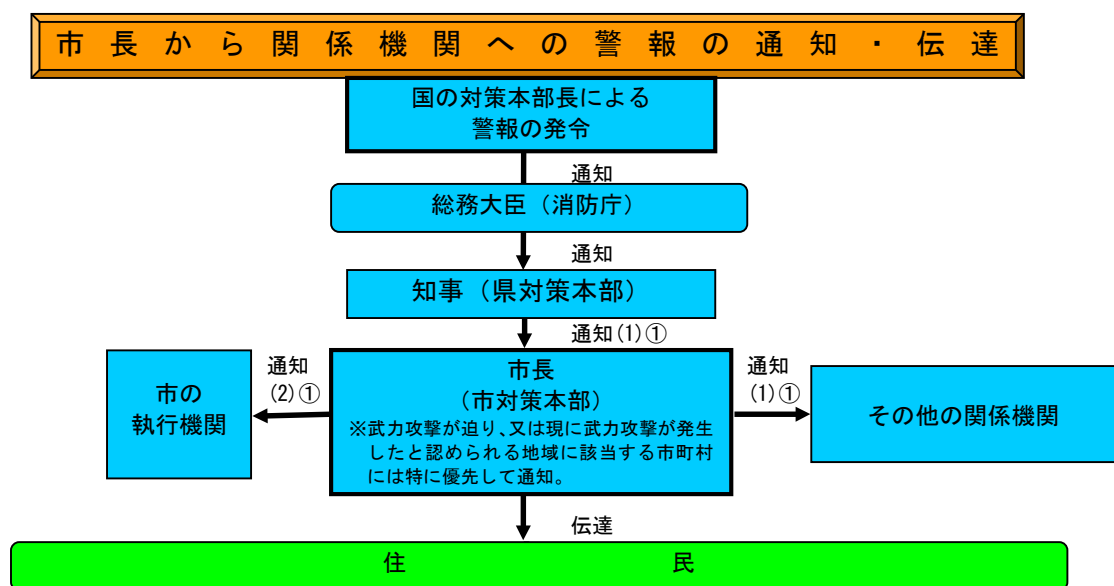 市長から関係機関への警報の通知・伝達
国の対策本部長による
警報の発令
通知
総務大臣（消防庁）
通知
知事（県対策本部）
通知(1)①
通知
(2)①
市の
執行機関
市長
（市対策本部）
※武力攻撃が迫り、又は現に武力攻撃が発生
したと認められる地域に該当する市町村
には特に優先して通知。
通知
(1)①
その他の関係機関
伝達
住民